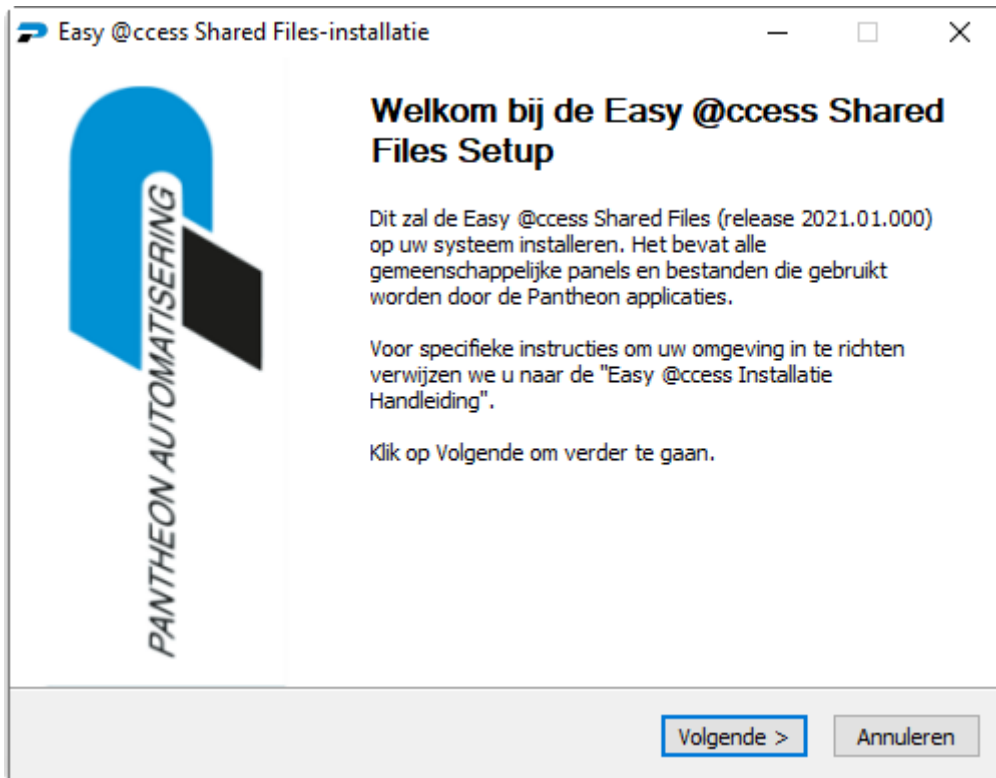 Easy @ccess Shared Files-installatie
PANTHEON AUTOMATISERING
Welkom bij de Easy @ccess Shared
Files Setup
Dit zal de Easy @ccess Shared Files (release 2021.01.000)
op uw systeem installeren. Het bevat alle
gemeenschappelijke panels en bestanden die gebruikt
worden door de Pantheon applicaties.
Voor specifieke instructies om uw omgeving in te richten
verwijzen we u naar de "Easy @ccess Installatie
Handleiding".
Klik op Volgende om verder te gaan.
Volgende >
Annuleren